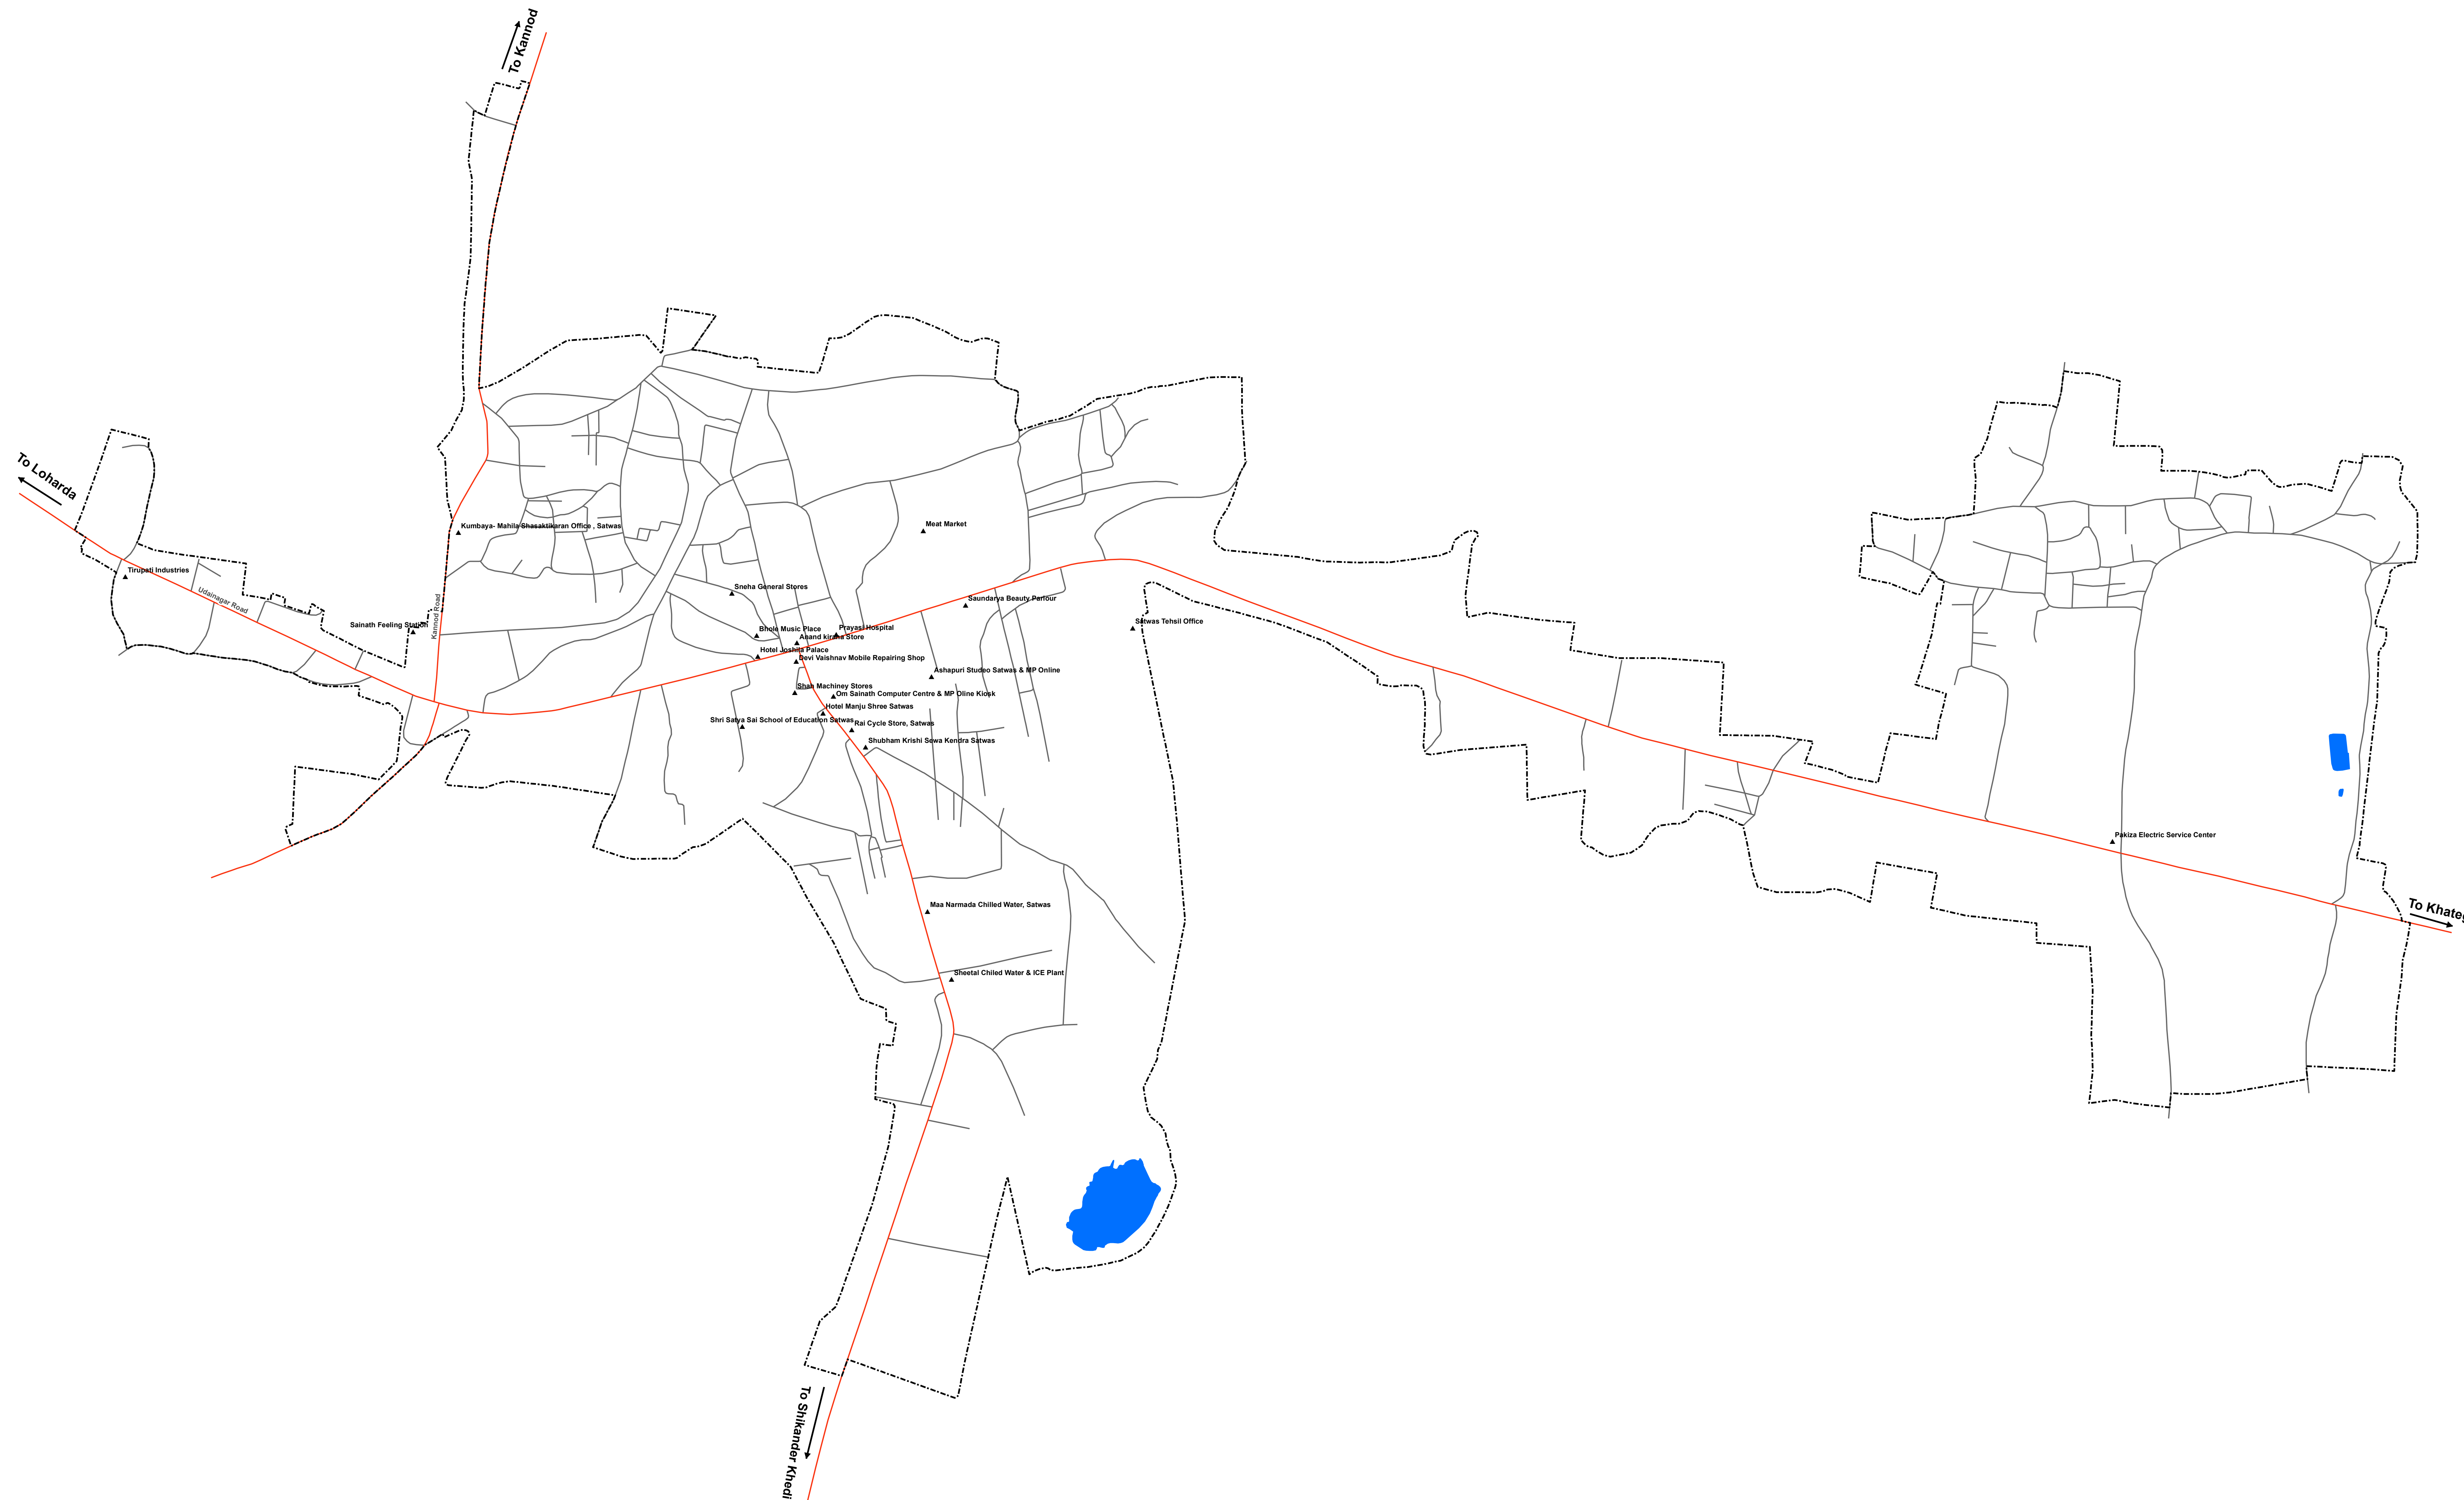 To Kannod
To Loharda
Kumbaya- Mahila Shasaktikaran Office , Satwas
Meat Market
Tirupati Industries
Udainagar Road
Kannod Road
Sneha General Stores
Saundarya Beauty Parlour
Sainath Feeling Station
Satwas Tehsil Office
Bhole Music Place
Prayasi Hospital
Anand kirana Store
Hotel Joshila Palace
Devi Vaishnav Mobile Repairing Shop
Ashapuri Studeo Satwas & MP Online
Shan Machiney Stores
Om Sainath Computer Centre & MP Oline Kiosk
Hotel Manju Shree Satwas
Shri Satya Sai School of Education Satwas
Rai Cycle Store, Satwas
Shubham Krishi Sewa Kendra Satwas
Pakiza Electric Service Center
Maa Narmada Chilled Water, Satwas
To Khateg
Sheetal Chiled Water & ICE Plant
To Shikander Khedi